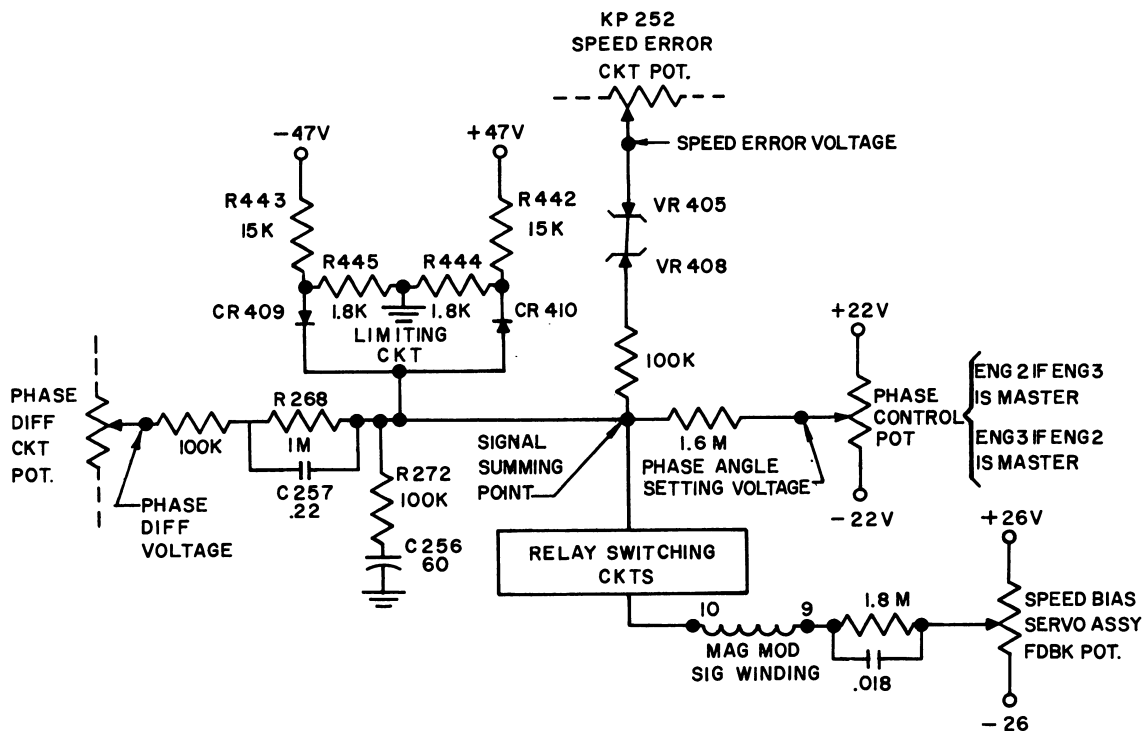 KP 252
SPEED ERROR
CKT POT.
SPEED ERROR VOLTAGE
-47V
+47V
R443
15K
R442
15K
R445
1.8K
R444
1.8K
CR409
CR410
LIMITING
CKT
VR 405
VR 408
100K
PHASE
DIFF
CKT
POT.
100K
R268
1M
C257
.22
PHASE
DIFF
VOLTAGE
R272
100K
C256
60
SIGNAL
SUMMING
POINT
1.6 M
PHASE ANGLE
SETTING VOLTAGE
+22V
PHASE
CONTROL
POT
-22V
ENG 2 IF ENG 3
IS MASTER
ENG 3 IF ENG 2
IS MASTER
RELAY SWITCHING
CKTS
10
9
MAG MOD
SIG WINDING
1.8 M
.018
+26V
SPEED BIAS
SERVO ASSY
FDBK POT.
-26